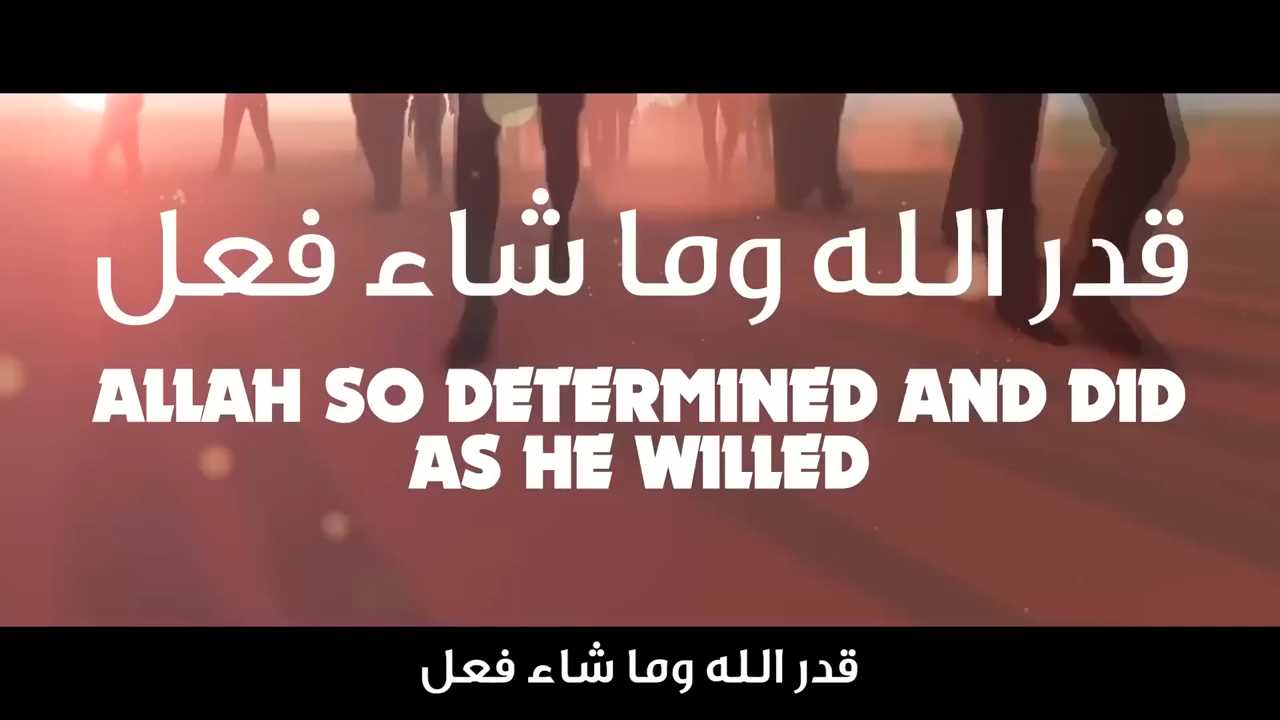 قدر الله وما شاء فعل
ALLAH SO DETERMINED AND DID
AS HE WILLED
قدر الله وما شاء فعل